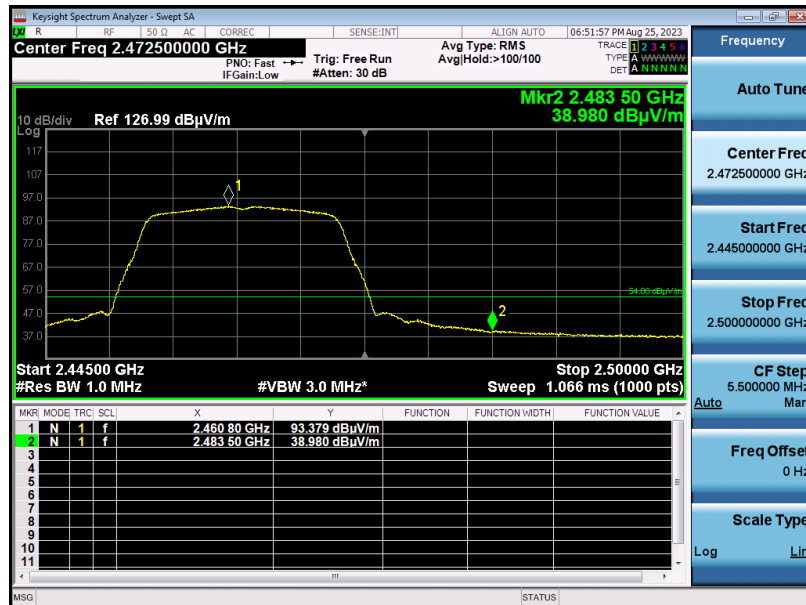 Keysight Spectrum Analyzer - Swept SA
LXI R RF 50 Ω AC CORREC SENSE:INT ALIGN AUTO 06:51:57 PM Aug 25, 2023
Center Freq 2.472500000 GHz
PNO: Fast
IFGain:Low
Trig: Free Run
#Atten: 30 dB
Avg Type: RMS
Avg|Hold:>100/100
TRACE 1 2 3 4 5 6
TYPE A WWWWW
DET A N N N N N
Mkr2 2.483 50 GHz
38.980 dBµV/m
10 dB/div Ref 126.99 dBµV/m
Log
117
107
97.0
87.0
77.0
67.0
57.0
47.0
37.0
1
2
54.00 dBµV/m
Start 2.44500 GHz Stop 2.50000 GHz
#Res BW 1.0 MHz #VBW 3.0 MHz* Sweep 1.066 ms (1000 pts)
MKR MODE TRC SCL X Y FUNCTION FUNCTION WIDTH FUNCTION VALUE
1 N 1 f 2.460 80 GHz 93.379 dBµV/m
2 N 1 f 2.483 50 GHz 38.980 dBµV/m
3
4
5
6
7
8
9
10
11
MSG STATUS
Frequency
Auto Tune
Center Freq
2.472500000 GHz
Start Freq
2.445000000 GHz
Stop Freq
2.500000000 GHz
CF Step
5.500000 MHz
Auto Man
Freq Offset
0 Hz
Scale Type
Log Lin